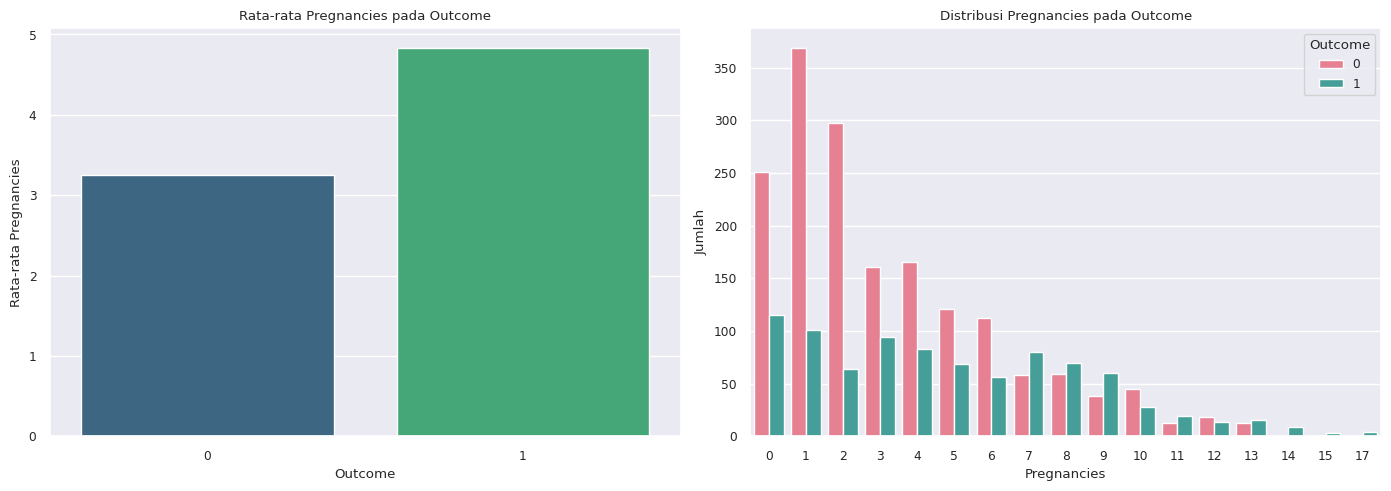 Rata-rata Pregnancies pada Outcome
Rata-rata Pregnancies
5
4
3
2
1
0
0 1
Outcome
Distribusi Pregnancies pada Outcome
Jumlah
350
300
250
200
150
100
50
0
0 1 2 3 4 5 6 7 8 9 10 11 12 13 14 15 17
Pregnancies
Outcome
0
1